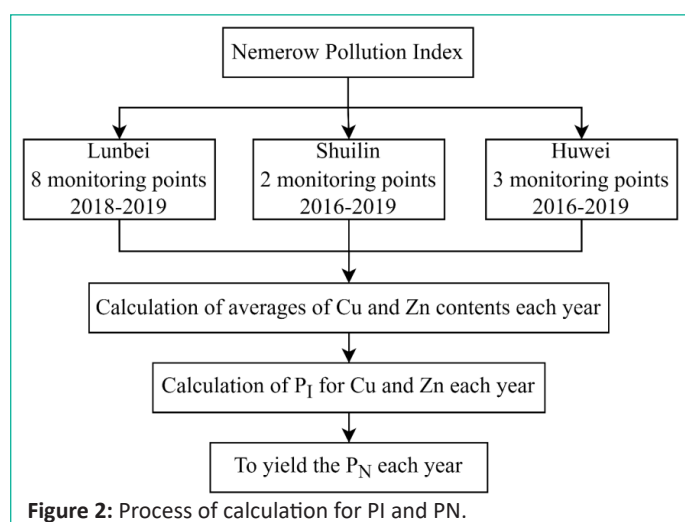 Nemerow Pollution Index
Lunbei
8 monitoring points
2018-2019
Shuilin
2 monitoring points
2016-2019
Huwei
3 monitoring points
2016-2019
Calculation of averages of Cu and Zn contents each year
Calculation of P_I for Cu and Zn each year
To yield the P_N each year
Figure 2: Process of calculation for PI and PN.